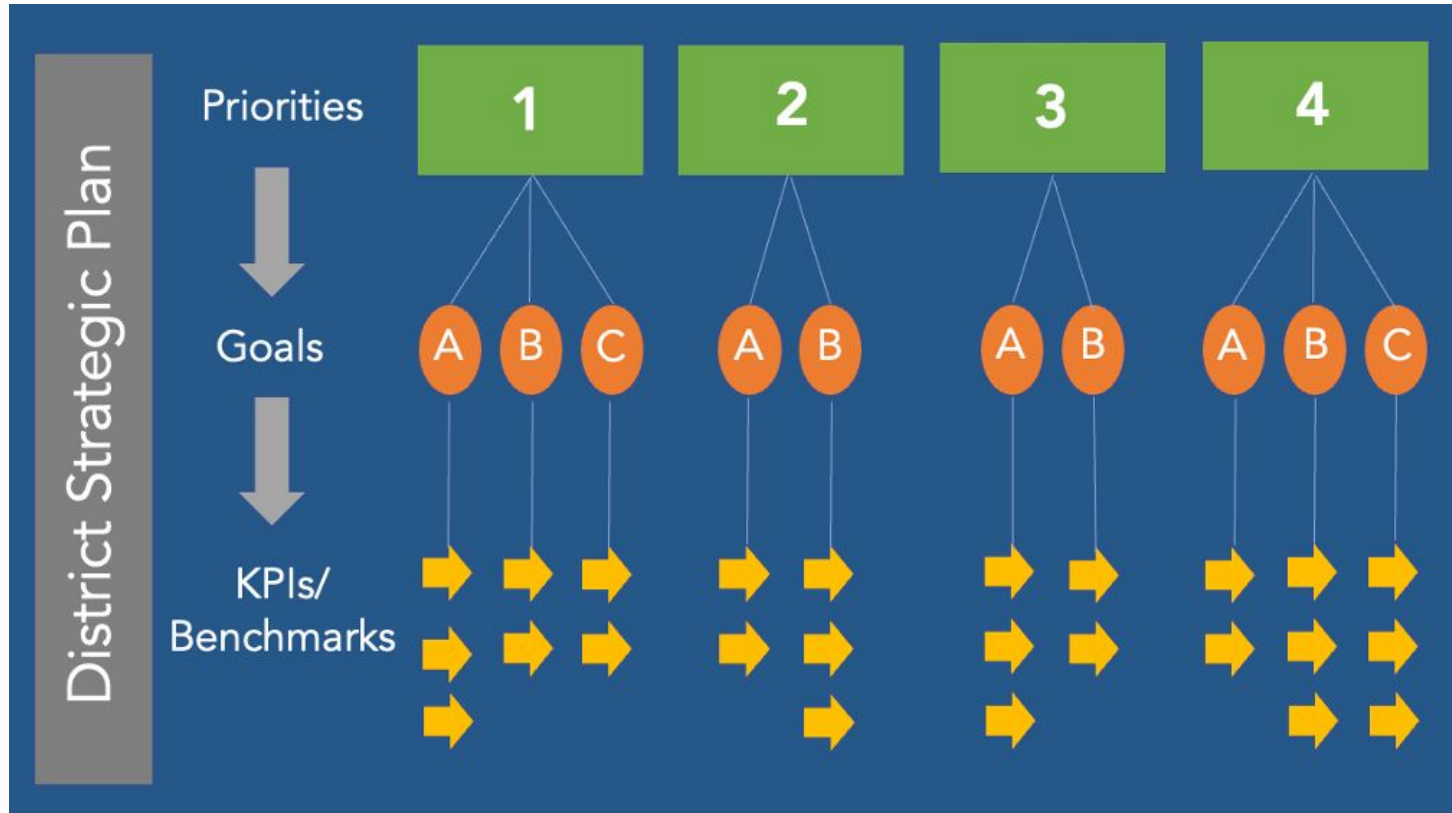 District Strategic Plan
Priorities
1
2
3
4
Goals
A B C
A B
A B
A B C
KPIs/
Benchmarks